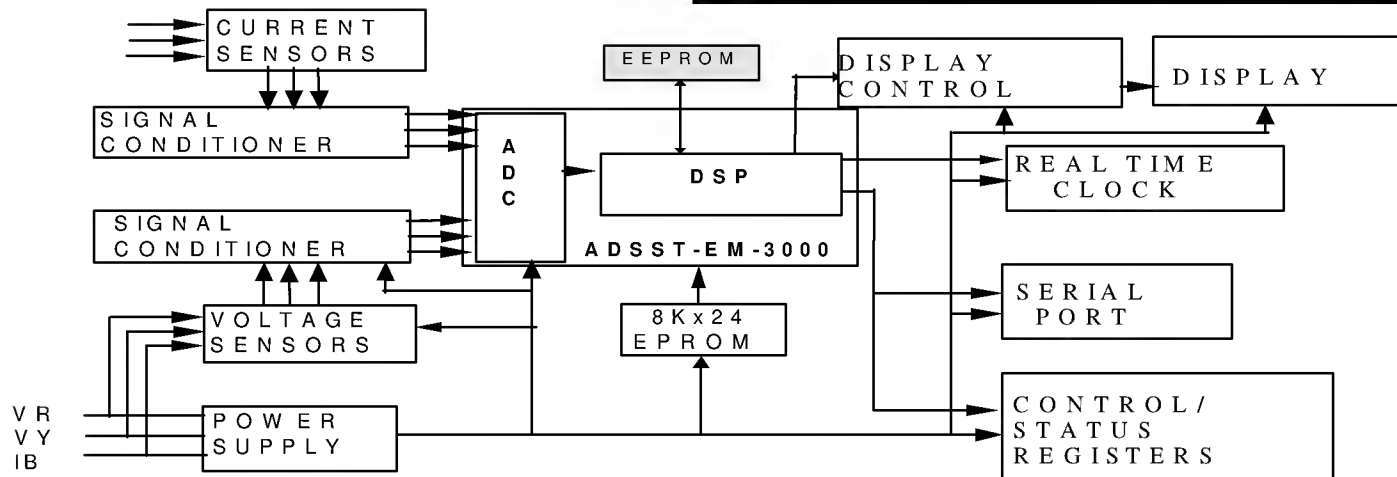 CURRENT
SENSORS
EEPROM
DISPLAY
CONTROL
DISPLAY
SIGNAL
CONDITIONER
ADC
DSP
REAL TIME
CLOCK
SIGNAL
CONDITIONER
ADSST-EM-3000
VOLTAGE
SENSORS
8Kx24
EPROM
SERIAL
PORT
VR
VY
IB
POWER
SUPPLY
CONTROL/
STATUS
REGISTERS